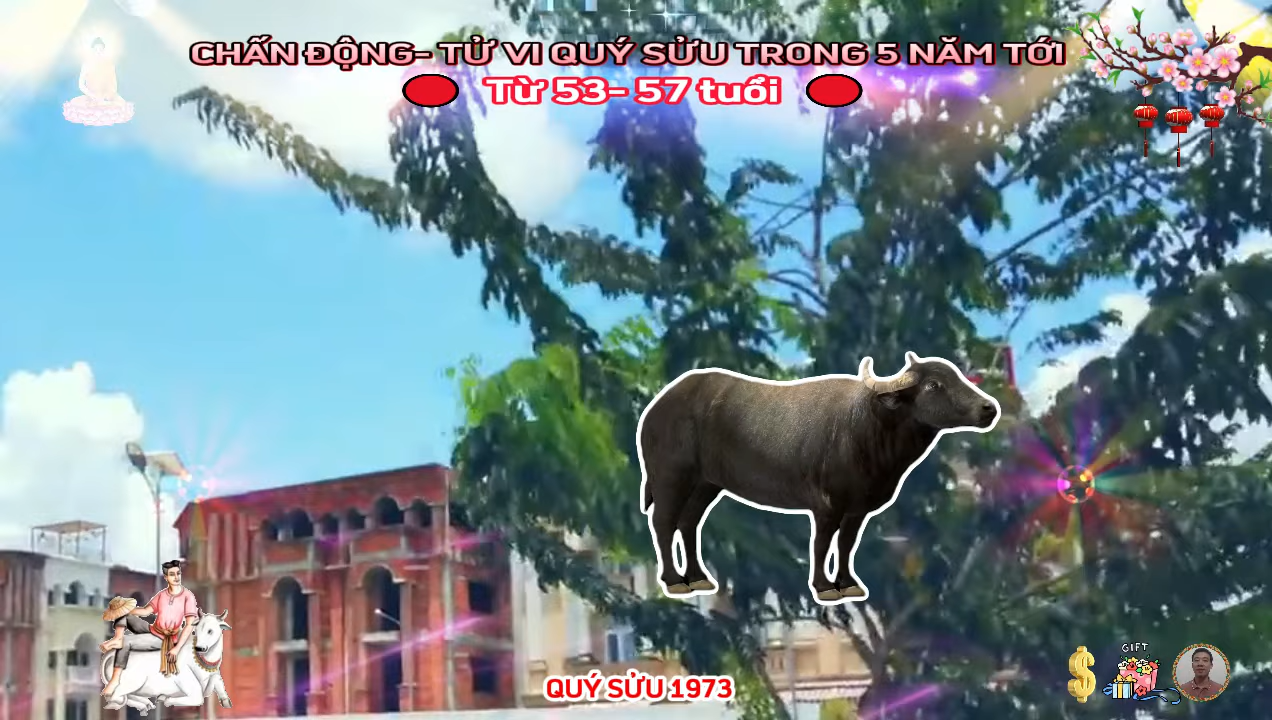 CHẤN ĐỘNG- TỬ VI QUÝ SỬU TRONG 5 NĂM TỚI
Từ 53- 57 tuổi
GIFT
QUÝ SỬU 1973